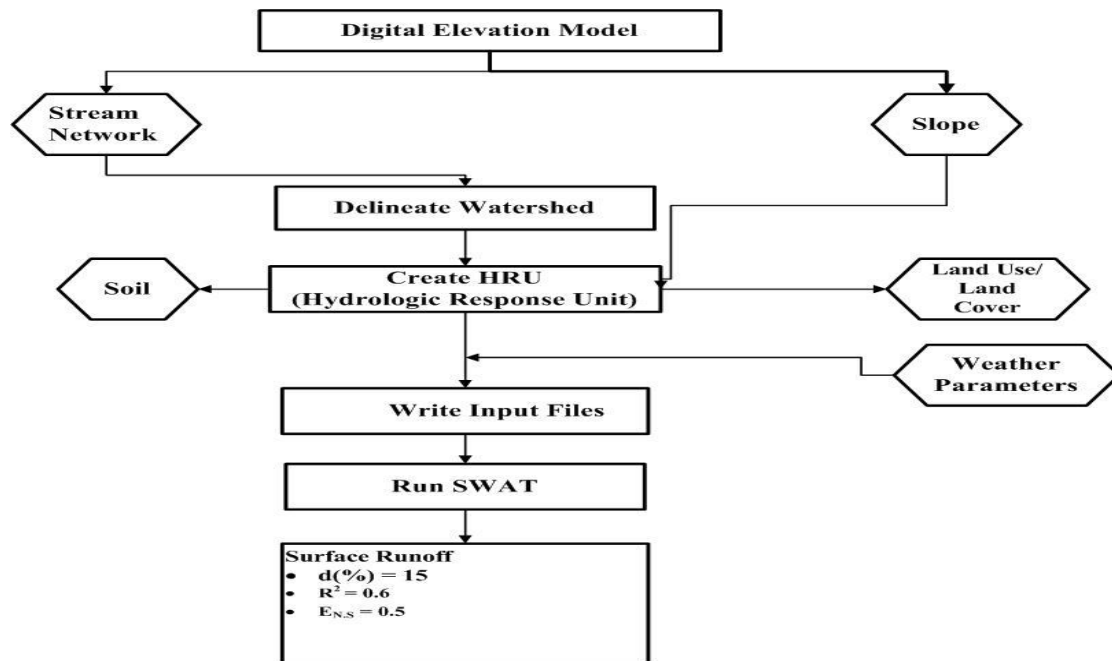 Digital Elevation Model
Stream
Network
Slope
Delineate Watershed
Soil
Create HRU
(Hydrologic Response Unit)
Land Use/
Land
Cover
Weather
Parameters
Write Input Files
Run SWAT
Surface Runoff
• d(%) = 15
• R² = 0.6
• E_N.S = 0.5